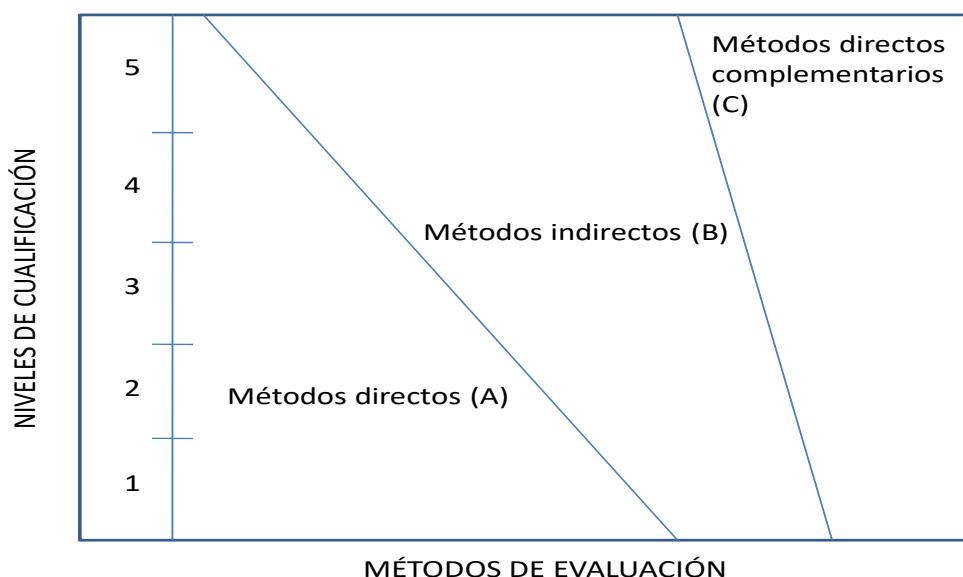 Métodos directos
complementarios
(C)
5
4
Métodos indirectos (B)
3
2
Métodos directos (A)
1
NIVELES DE CUALIFICACIÓN
MÉTODOS DE EVALUACIÓN